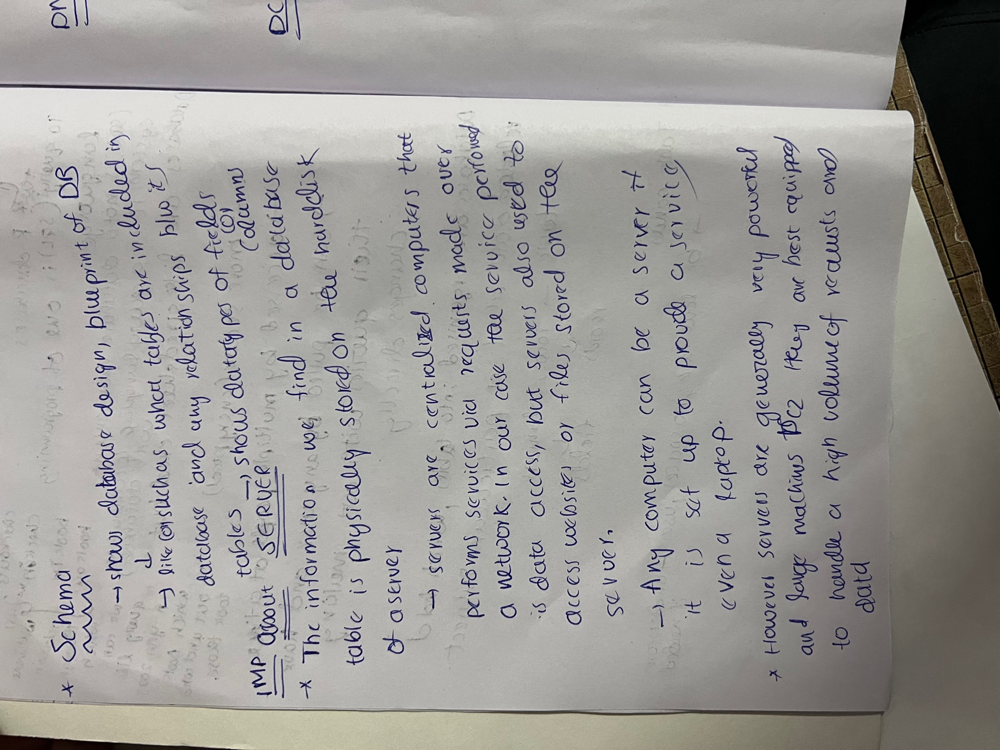 * Schema
→ shows database design, blueprint of DB
↓
→ like (or) such as what tables are included in
database and any relation ships b/w its
tables → shows datatypes of fields
(or)
columns
IMP about SERVER
* The information we find in a database
table is physically stored on the harddisk
of a server
→ servers are centralized computers that
performs services via requests made over
a network. In our case the service performed
is data access, but servers also used to
access websites or files stored on the
server.
→ Any computer can be a server it
it is set up to provide a service
even a laptop.
* However servers are generally very powerful
and large machines they are best equipped
to handle a high volume of requests and
data
DC